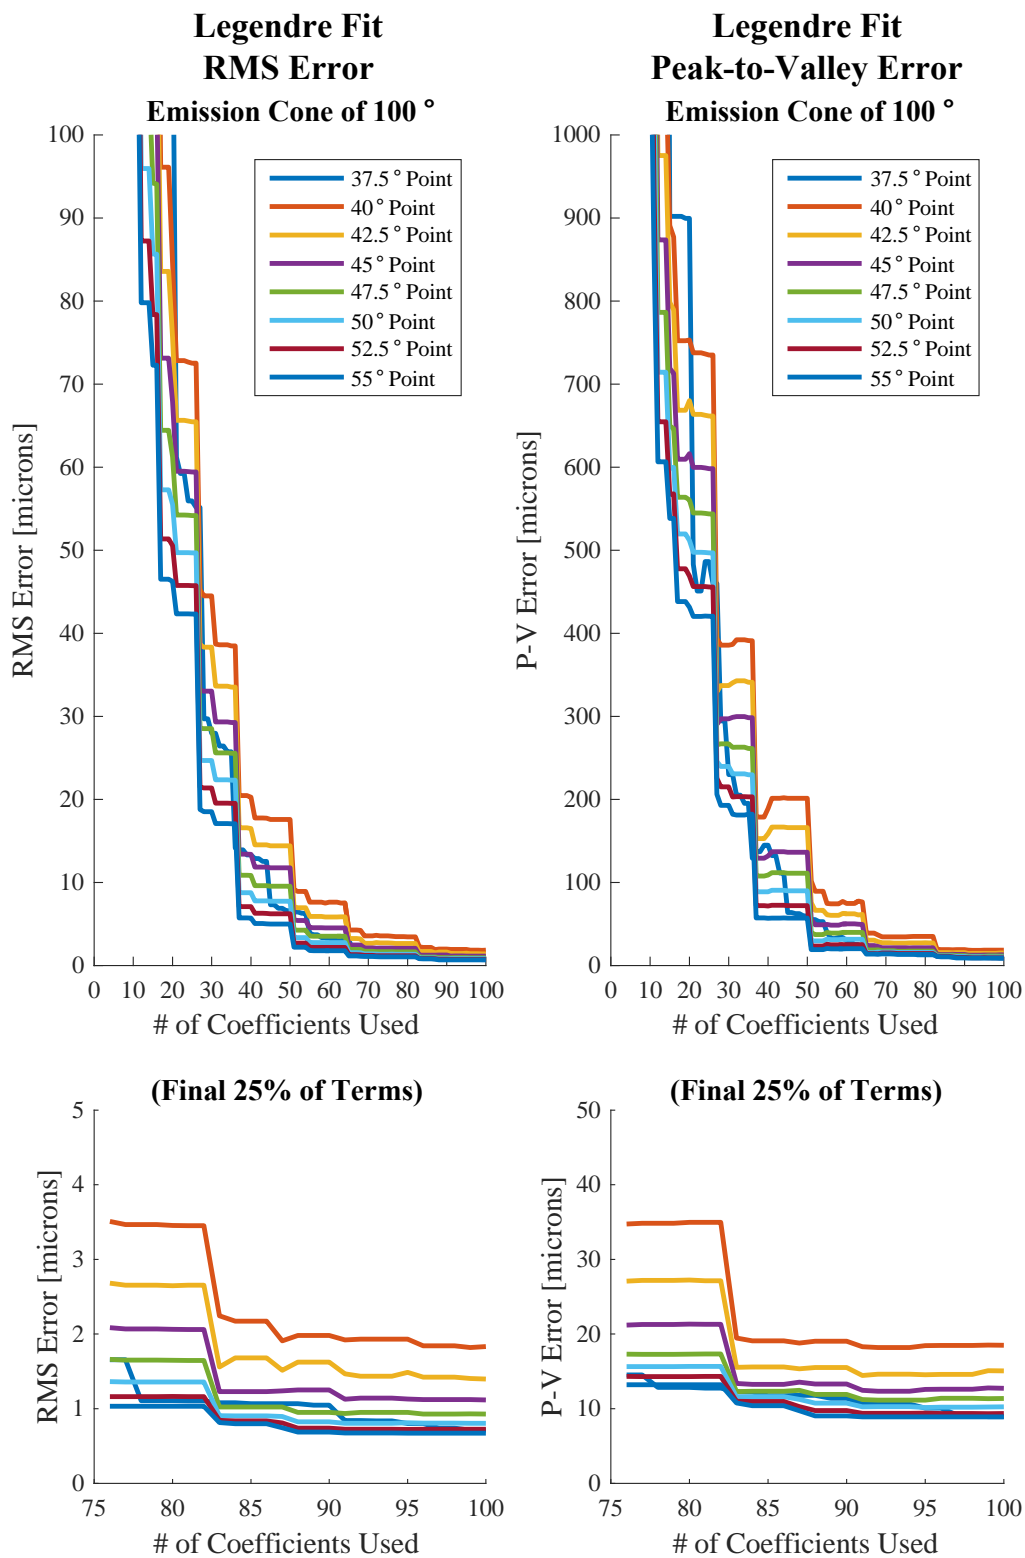 Legendre Fit
RMS Error
Emission Cone of 100 °
100
90
80
70
60
50
40
30
20
10
0
RMS Error [microns]
37.5° Point
40° Point
42.5° Point
45° Point
47.5° Point
50° Point
52.5° Point
55° Point
0 10 20 30 40 50 60 70 80 90 100
# of Coefficients Used
Legendre Fit
Peak-to-Valley Error
Emission Cone of 100 °
1000
900
800
700
600
500
400
300
200
100
0
P-V Error [microns]
37.5° Point
40° Point
42.5° Point
45° Point
47.5° Point
50° Point
52.5° Point
55° Point
0 10 20 30 40 50 60 70 80 90 100
# of Coefficients Used
(Final 25% of Terms)
5
4
3
2
1
0
RMS Error [microns]
75 80 85 90 95 100
# of Coefficients Used
(Final 25% of Terms)
50
40
30
20
10
0
P-V Error [microns]
75 80 85 90 95 100
# of Coefficients Used